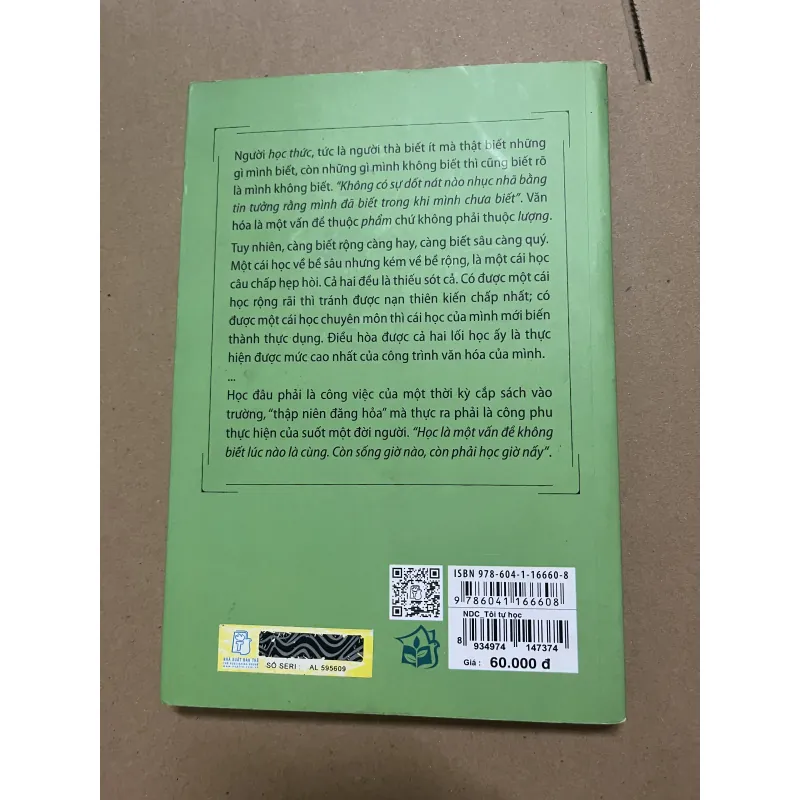 Người học thức, tức là người thà biết ít mà thật biết những
gì mình biết, còn những gì mình không biết thì cũng biết rõ
là mình không biết. "Không có sự dốt nát nào nhục nhã bằng
tin tưởng rằng mình đã biết trong khi mình chưa biết". Văn
hóa là một vấn đề thuộc phẩm chứ không phải thuộc lượng.
Tuy nhiên, càng biết rộng càng hay, càng biết sâu càng quý.
Một cái học về bề sâu nhưng kém về bề rộng, là một cái học
câu chấp hẹp hòi. Cả hai đều là thiếu sót cả. Có được một cái
học rộng rãi thì tránh được nạn thiên kiến chấp nhất; có
được một cái học chuyên môn thì cái học của mình mới biến
thành thực dụng. Điều hòa được cả hai lối học ấy là thực
hiện được mức cao nhất của công trình văn hóa của mình.
...
Học đâu phải là công việc của một thời kỳ cắp sách vào
trường, "thập niên đăng hỏa" mà thực ra phải là công phu
thực hiện của suốt một đời người. "Học là một vấn đề không
biết lúc nào là cùng. Còn sống giờ nào, còn phải học giờ nấy".
ISBN 978-604-1-16660-8
9 786041 166608
NDC_Tôi tự học
8 934974 147374
Giá : 60.000 đ
NHÀ XUẤT BẢN TRẺ
SỐ SERI AL 595609